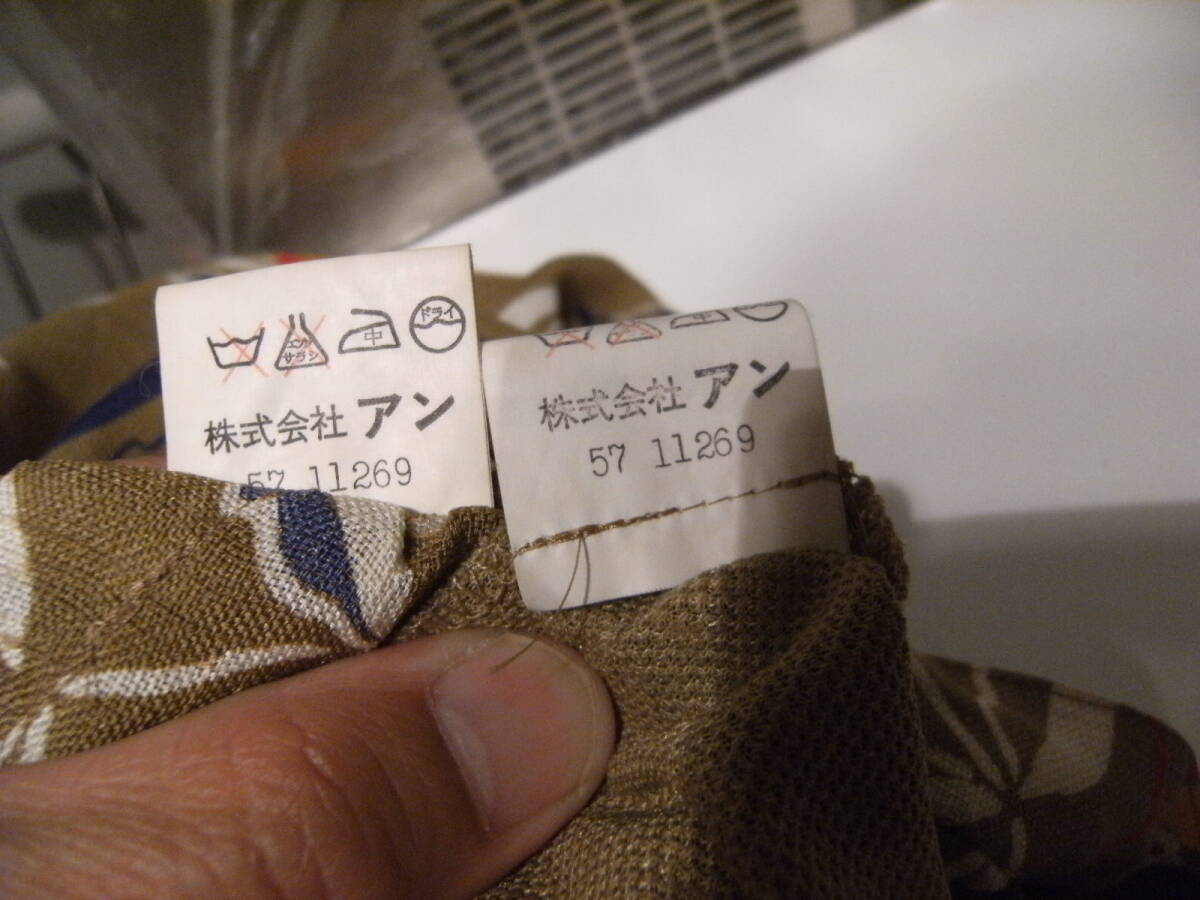 エンソ
サラシ
中
ドライ
株式会社 アン
57 11269
株式会社 アン
57 11269